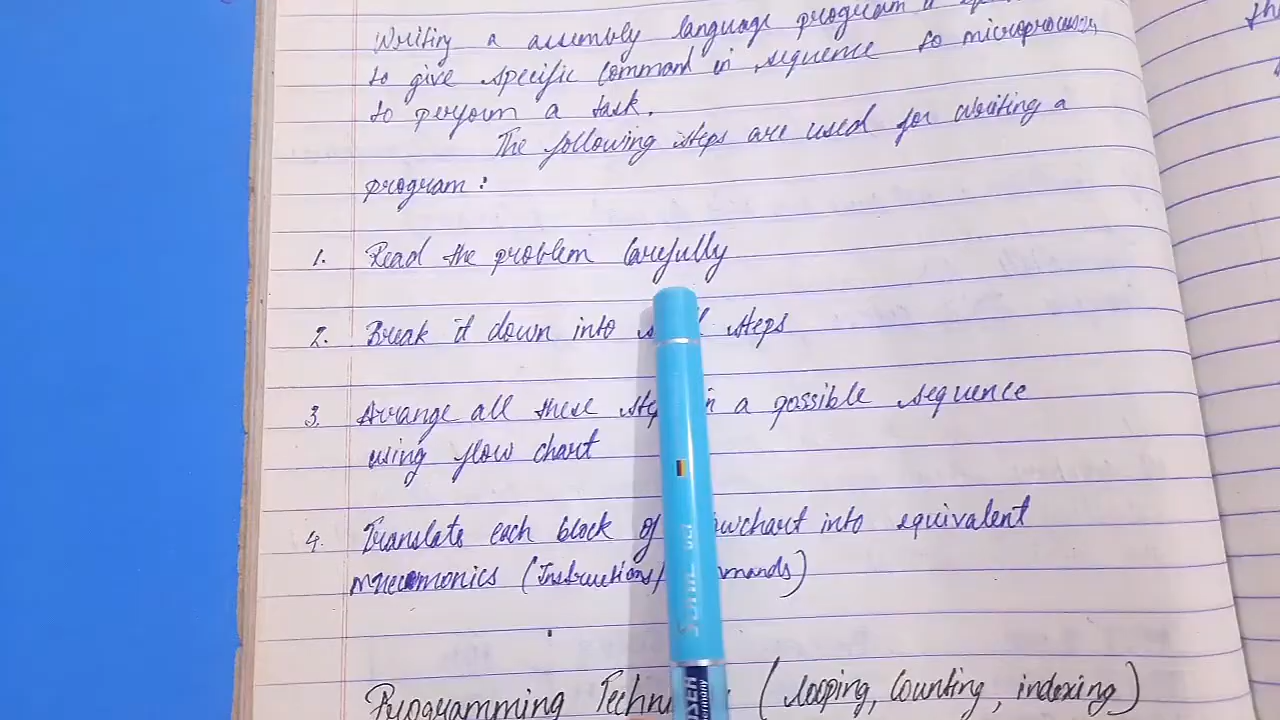 Writing a assembly language program
to give specific Command in sequence to microprocessor,
to perform a task.
The following steps are used for writing a
program :
1. Read the problem Carefully
2. Break it down into steps
3. Arrange all these in a possible sequence
using flow chart
4. Translate each block of into equivalent
mnemonics (Instructions/
Programming (looping, Counting, indexing)